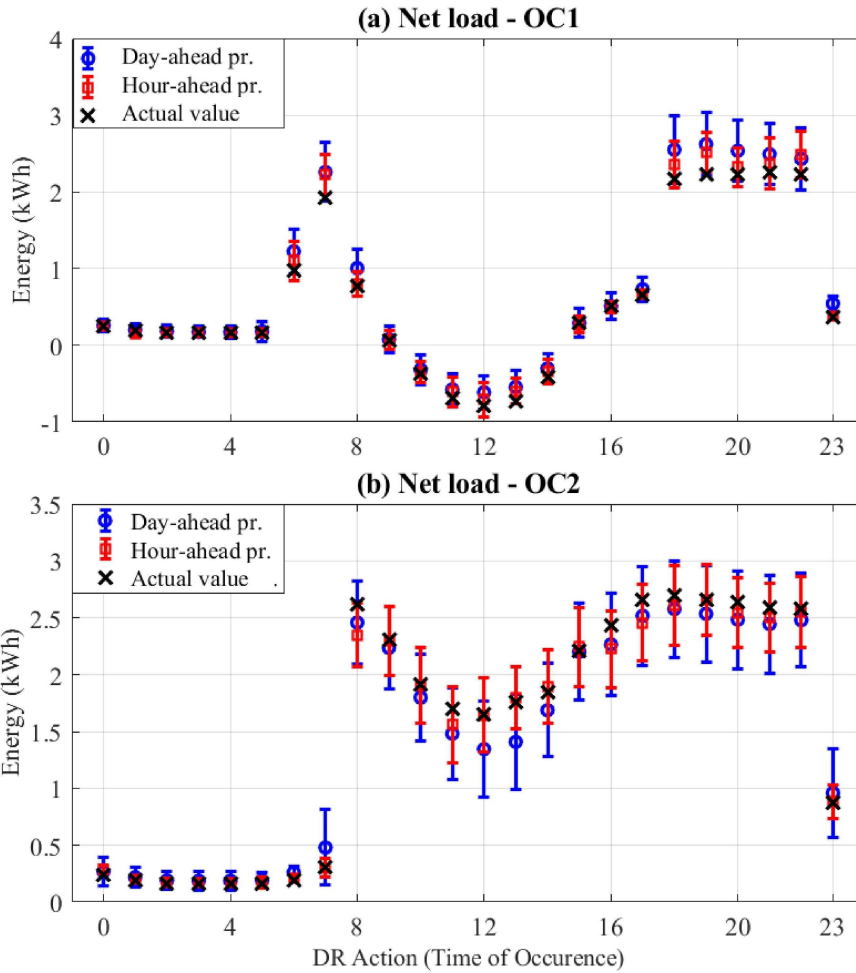 (a) Net load - OC1
4
3
2
1
0
-1
Energy (kWh)
Day-ahead pr.
Hour-ahead pr.
Actual value
0 4 8 12 16 20 23
(b) Net load - OC2
3.5
3
2.5
2
1.5
1
0.5
0
Energy (kWh)
Day-ahead pr.
Hour-ahead pr.
Actual value .
0 4 8 12 16 20 23
DR Action (Time of Occurence)